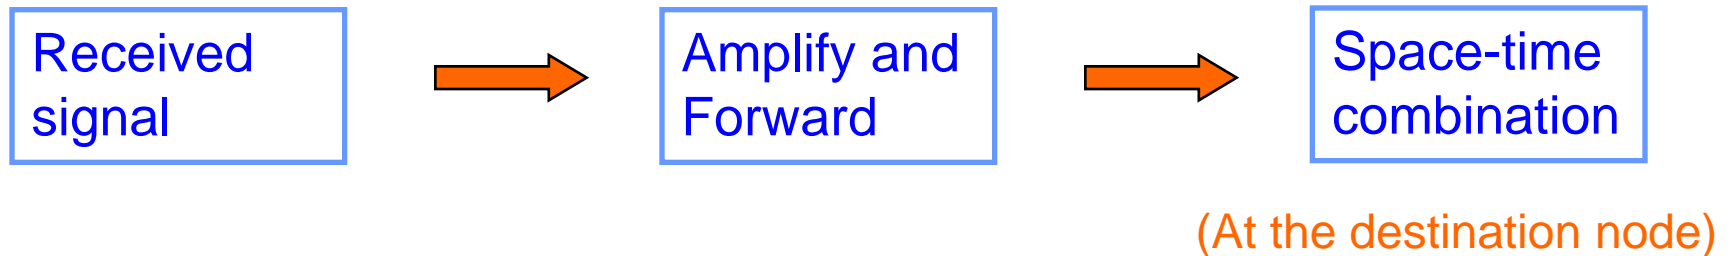 Received
signal
Amplify and
Forward
Space-time
combination
(At the destination node)